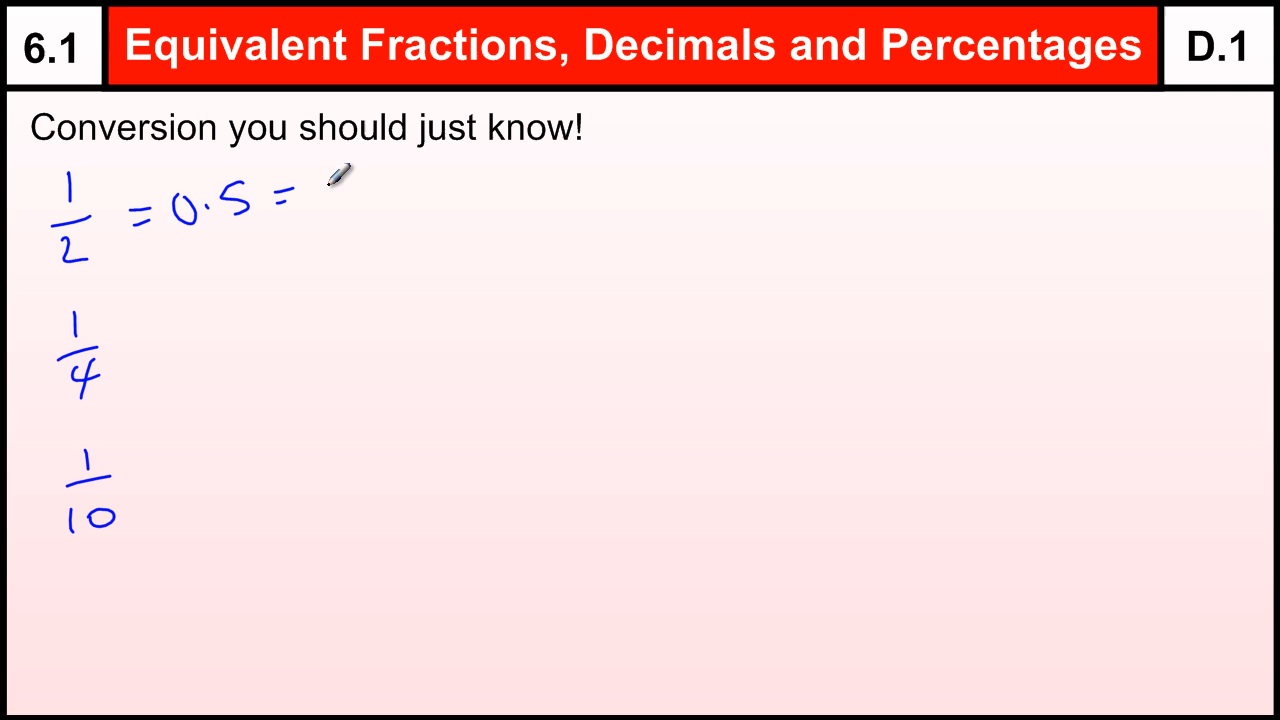 6.1 Equivalent Fractions, Decimals and Percentages D.1
Conversion you should just know!
1/2 = 0.5 =
1/4
1/10